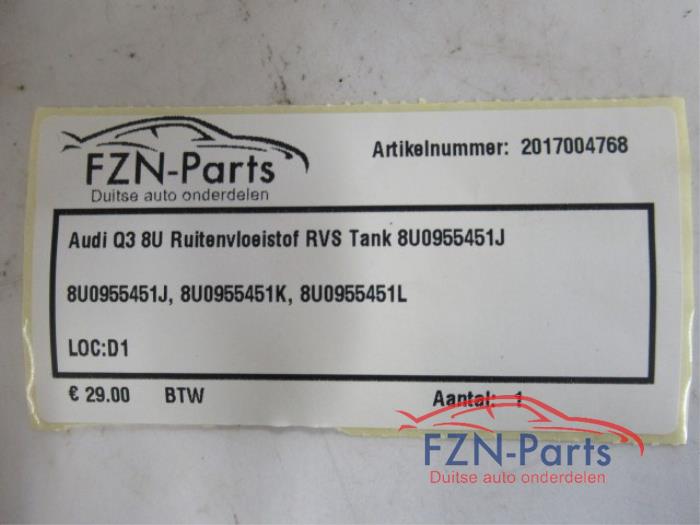 FZN-Parts
Duitse auto onderdelen
Artikelnummer: 2017004768
Audi Q3 8U Ruitenvloeistof RVS Tank 8U0955451J
8U0955451J, 8U0955451K, 8U0955451L
LOC:D1
€ 29.00 BTW Aantal: 1
FZN-Parts
Duitse auto onderdelen